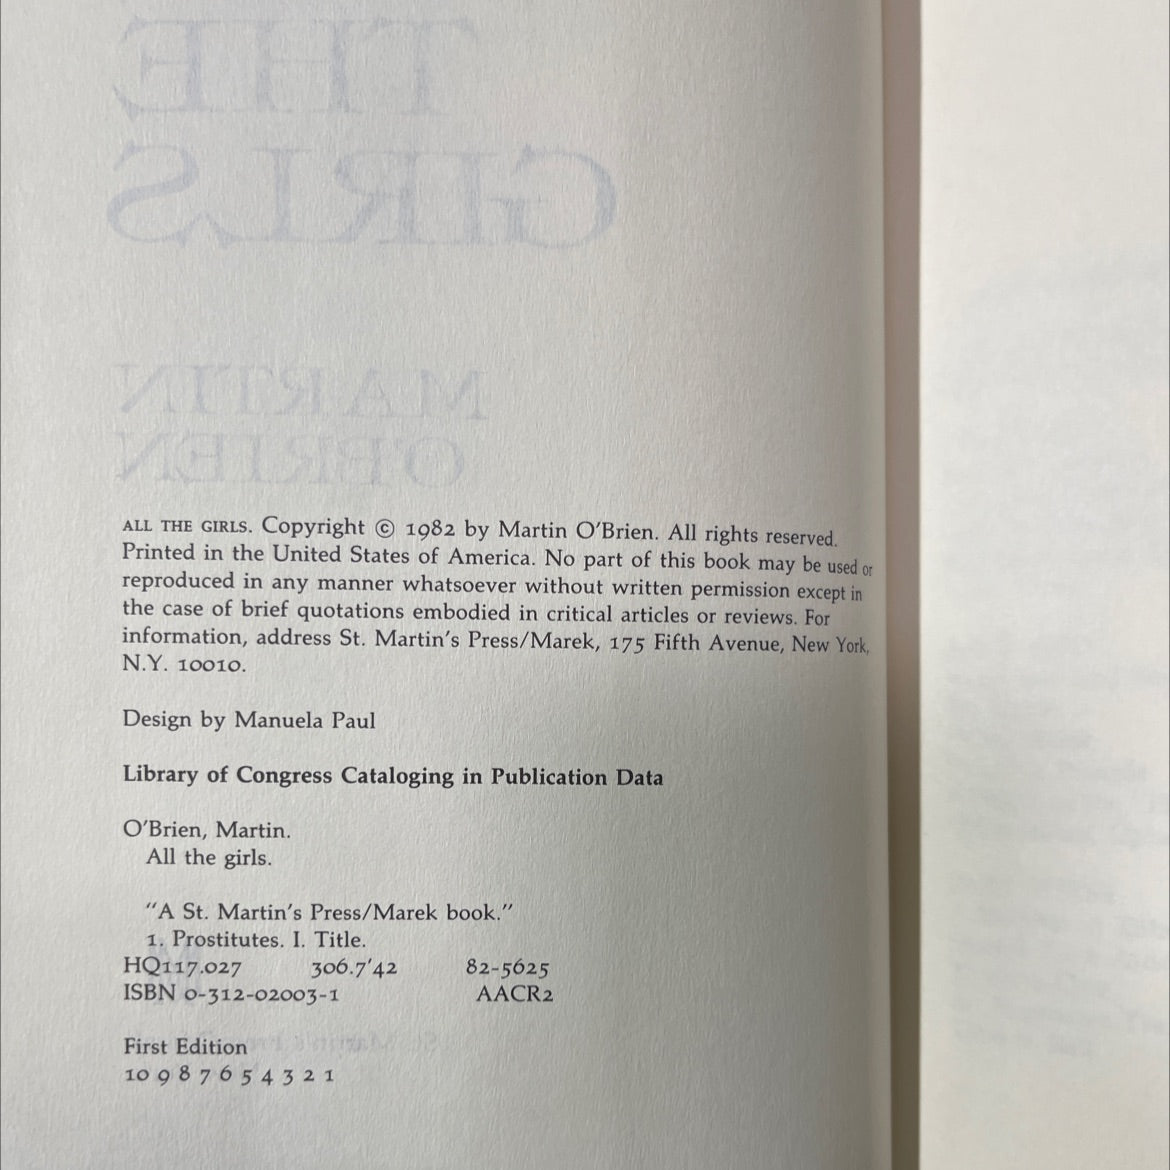 THE
GIRLS
MARTIN
O'BRIEN
ALL THE GIRLS. Copyright © 1982 by Martin O'Brien. All rights reserved.
Printed in the United States of America. No part of this book may be used or
reproduced in any manner whatsoever without written permission except in
the case of brief quotations embodied in critical articles or reviews. For
information, address St. Martin's Press/Marek, 175 Fifth Avenue, New York,
N.Y. 10010.
Design by Manuela Paul
Library of Congress Cataloging in Publication Data
O'Brien, Martin.
All the girls.
"A St. Martin's Press/Marek book."
1. Prostitutes. I. Title.
HQ117.027 306.7'42 82-5625
ISBN 0-312-02003-1 AACR2
First Edition
10 9 8 7 6 5 4 3 2 1